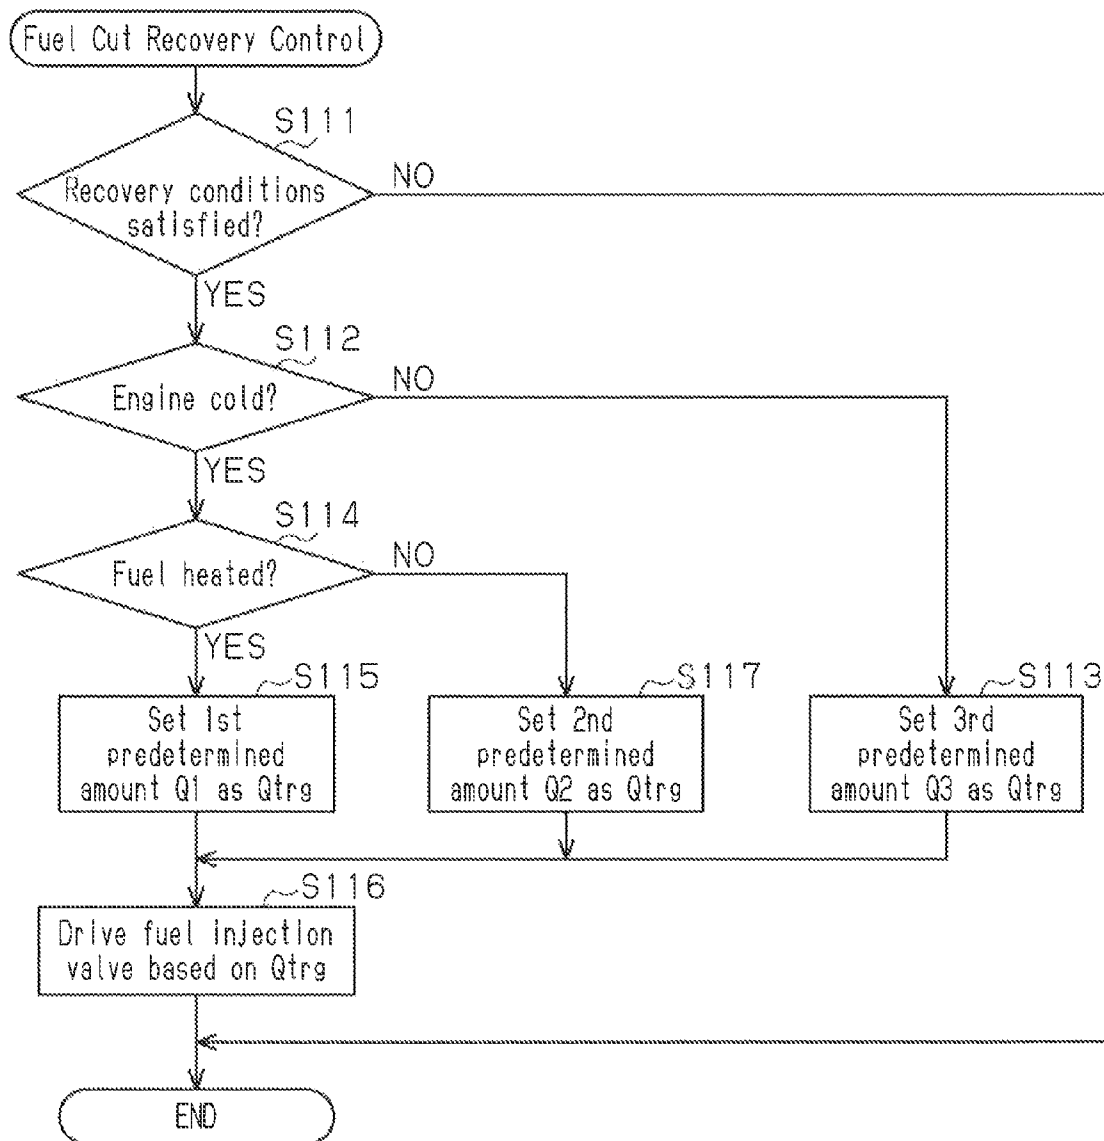 Fuel Cut Recovery Control
S111
Recovery conditions
satisfied?
NO
YES
S112
Engine cold?
NO
YES
S114
Fuel heated?
NO
YES
S115
Set 1st
predetermined
amount Q1 as Qtrg
S117
Set 2nd
predetermined
amount Q2 as Qtrg
S113
Set 3rd
predetermined
amount Q3 as Qtrg
S116
Drive fuel injection
valve based on Qtrg
END